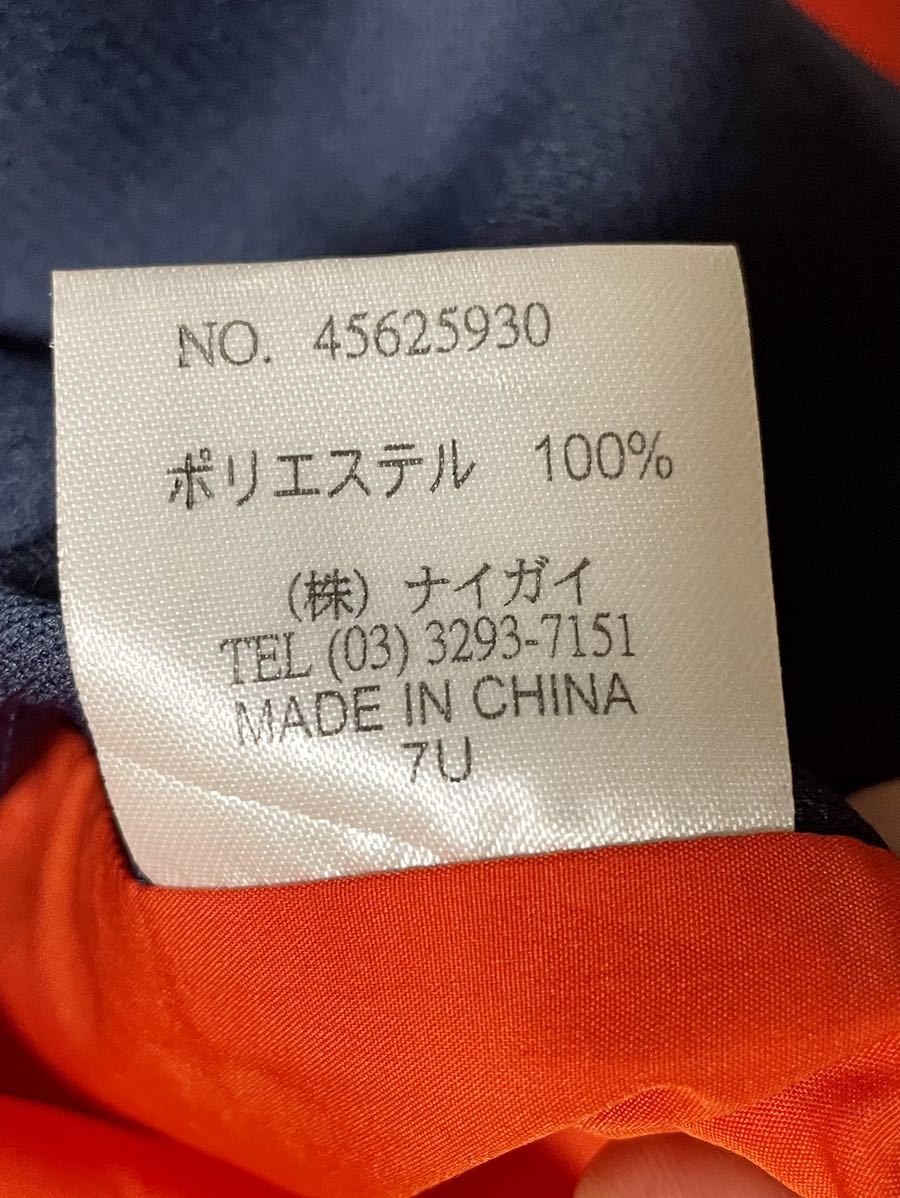 NO. 45625930
ポリエステル 100%
(株) ナイガイ
TEL (03) 3293-7151
MADE IN CHINA
7U